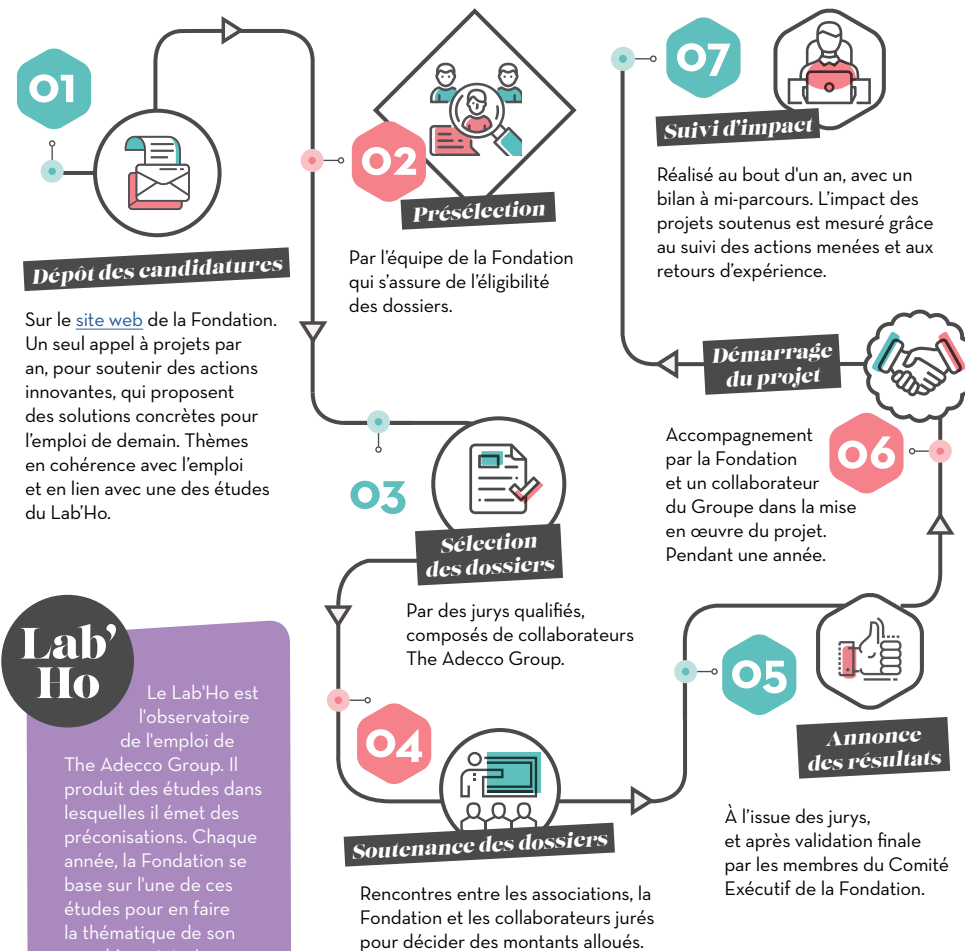 01
Dépôt des candidatures
Sur le site web de la Fondation.
Un seul appel à projets par
an, pour soutenir des actions
innovantes, qui proposent
des solutions concrètes pour
l'emploi de demain. Thèmes
en cohérence avec l'emploi
et en lien avec une des études
du Lab'Ho.
02
Présélection
Par l'équipe de la Fondation
qui s'assure de l'éligibilité
des dossiers.
03
Sélection
des dossiers
Par des jurys qualifiés,
composés de collaborateurs
The Adecco Group.
04
Soutenance des dossiers
Rencontres entre les associations, la
Fondation et les collaborateurs jurés
pour décider des montants alloués.
05
Annonce
des résultats
À l'issue des jurys,
et après validation finale
par les membres du Comité
Exécutif de la Fondation.
06
Démarrage
du projet
Accompagnement
par la Fondation
et un collaborateur
du Groupe dans la mise
en œuvre du projet.
Pendant une année.
07
Suivi d'impact
Réalisé au bout d'un an, avec un
bilan à mi-parcours. L'impact des
projets soutenus est mesuré grâce
au suivi des actions menées et aux
retours d'expérience.
Lab'
Ho
Le Lab'Ho est
l'observatoire
de l'emploi de
The Adecco Group. Il
produit des études dans
lesquelles il émet des
préconisations. Chaque
année, la Fondation se
base sur l'une de ces
études pour en faire
la thématique de son